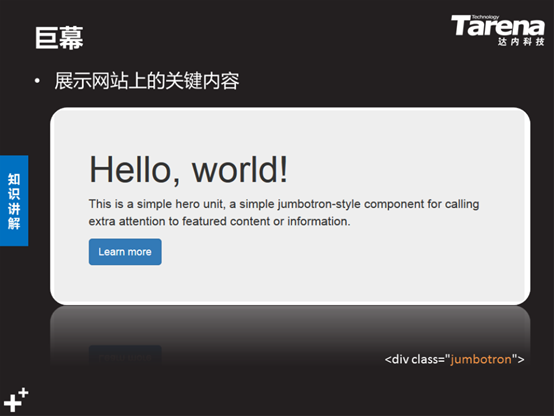 巨幕
Technology
Tarena
达内科技
• 展示网站上的关键内容
知识讲解
Hello, world!
This is a simple hero unit, a simple jumbotron-style component for calling
extra attention to featured content or information.
Learn more
<div class="jumbotron">